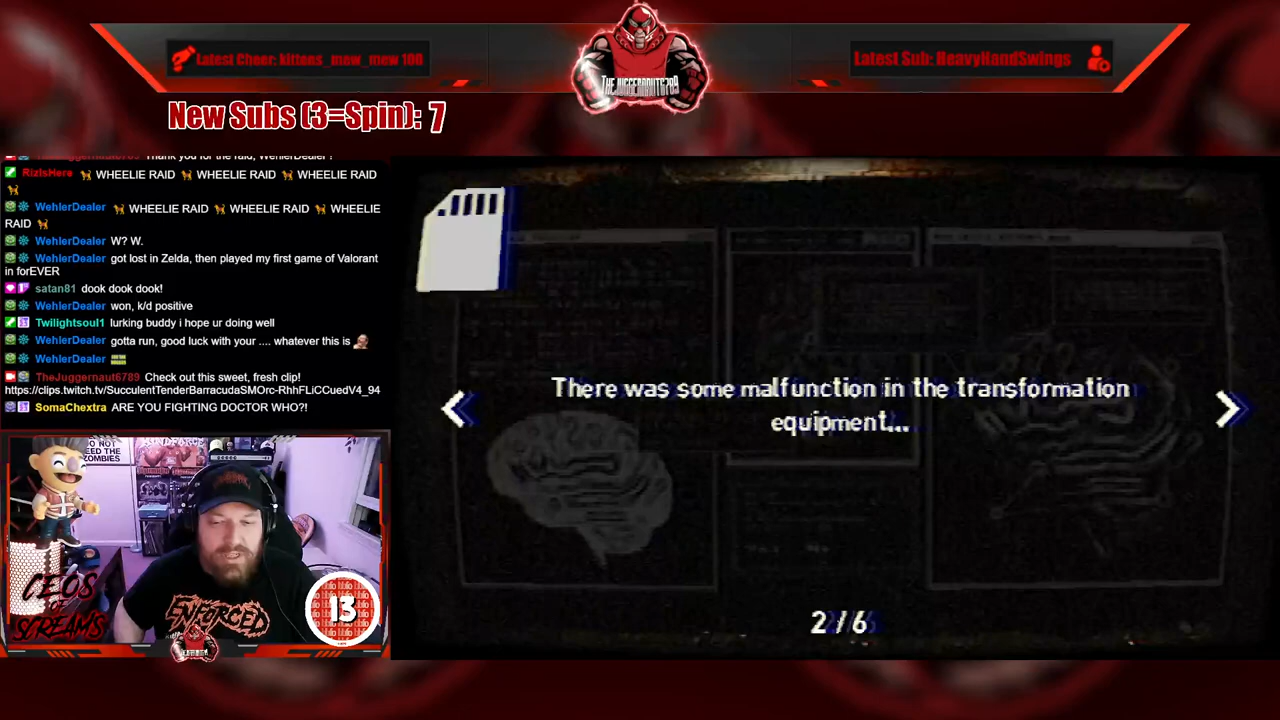 Latest Cheer: kittens_mew_mew 100
THEJUGGERNAUT6789
Latest Sub: HeavyHandSwings
New Subs (3=Spin): 7
Thank you for the raid, WehlerDealer !
RizIsHere WHEELIE RAID WHEELIE RAID WHEELIE RAID
WehlerDealer WHEELIE RAID WHEELIE RAID WHEELIE
RAID
WehlerDealer W? W.
WehlerDealer got lost in Zelda, then played my first game of Valorant
in forEVER
satan81 dook dook dook!
WehlerDealer won, k/d positive
Twilightsoul1 lurking buddy i hope ur doing well
WehlerDealer gotta run, good luck with your .... whatever this is
WehlerDealer
TheJuggernaut6789 Check out this sweet, fresh clip!
https://clips.twitch.tv/SucculentTenderBarracudaSMOrc-RhhFLiCCuedV4_94
SomaChextra ARE YOU FIGHTING DOCTOR WHO?!
There was some malfunction in the transformation
equipment...
2/6
DO NOT
FEED THE
ZOMBIES
MINDFORCE
CEOS
OF
SCREAMS
ENFORCED
13